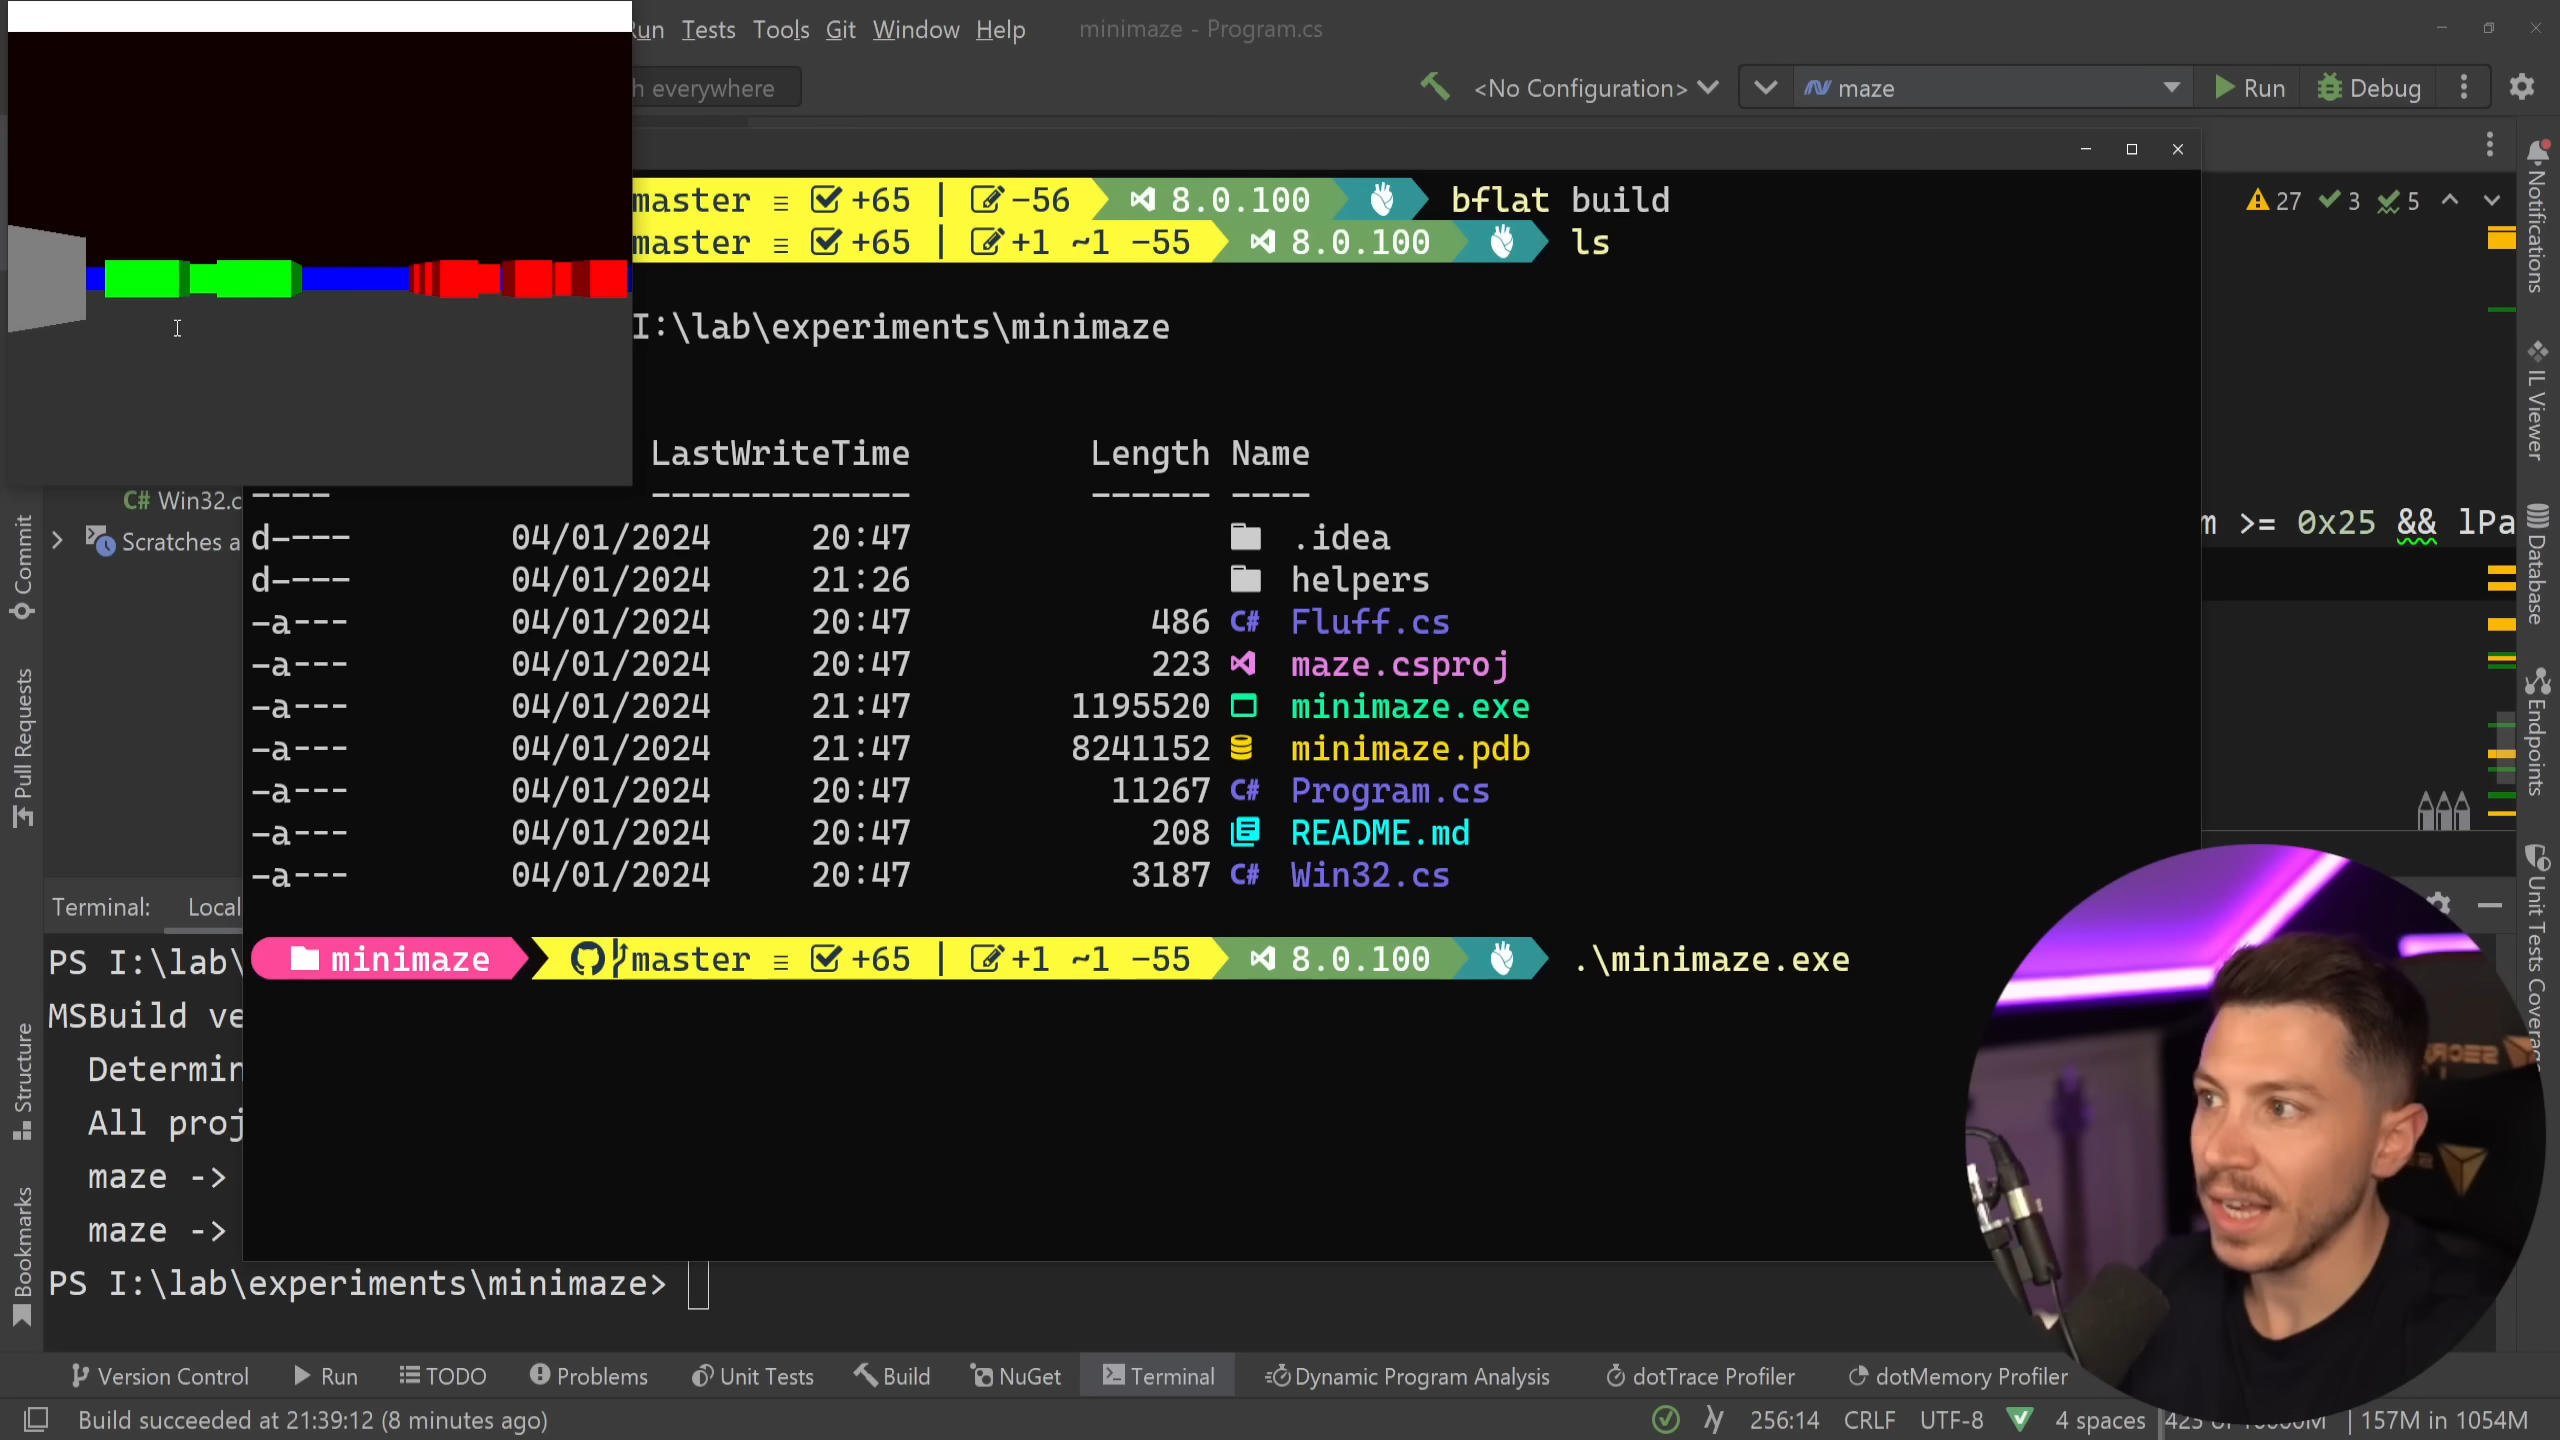 Run Tests Tools Git Window Help minimaze - Program.cs
h everywhere <No Configuration> maze Run Debug
master ≡ +65 | -56 8.0.100 bflat build
master ≡ +65 | +1 ~1 -55 8.0.100 ls
27 3 5
I:\lab\experiments\minimaze
LastWriteTime Length Name
---- ------------- ------ ----
C# Win32.c
m >= 0x25 && lPa
Scratches a
d---- 04/01/2024 20:47 .idea
d---- 04/01/2024 21:26 helpers
-a--- 04/01/2024 20:47 486 C# Fluff.cs
-a--- 04/01/2024 20:47 223 maze.csproj
-a--- 04/01/2024 21:47 1195520 minimaze.exe
-a--- 04/01/2024 21:47 8241152 minimaze.pdb
-a--- 04/01/2024 20:47 11267 C# Program.cs
-a--- 04/01/2024 20:47 208 README.md
-a--- 04/01/2024 20:47 3187 C# Win32.cs
minimaze master ≡ +65 | +1 ~1 -55 8.0.100 .\minimaze.exe
Commit
Pull Requests
Structure
Bookmarks
Notifications
IL Viewer
Database
Endpoints
Unit Tests Coverage
Terminal: Local
PS I:\lab\
MSBuild ve
Determin
All proj
maze ->
maze ->
PS I:\lab\experiments\minimaze>
Version Control Run TODO Problems Unit Tests Build NuGet Terminal Dynamic Program Analysis dotTrace Profiler dotMemory Profiler
Build succeeded at 21:39:12 (8 minutes ago) 256:14 CRLF UTF-8 4 spaces 157M in 1054M